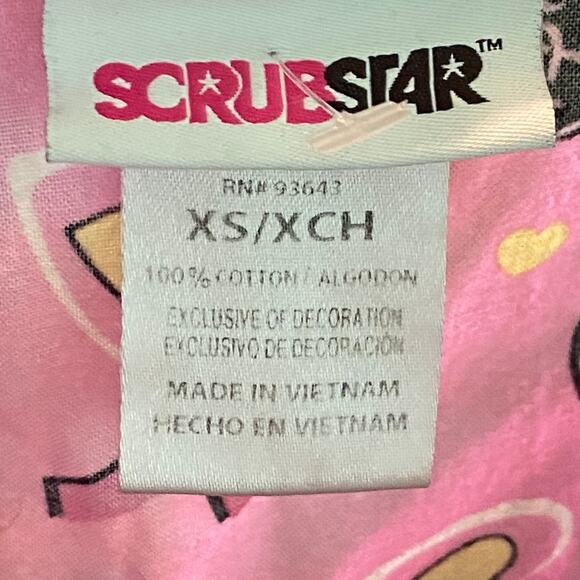 SCRUBSTAR™
RN# 93643
XS/XCH
100% COTTON / ALGODON
EXCLUSIVE OF DECORATION
EXCLUSIVO DE DECORACIÓN
MADE IN VIETNAM
HECHO EN VIETNAM